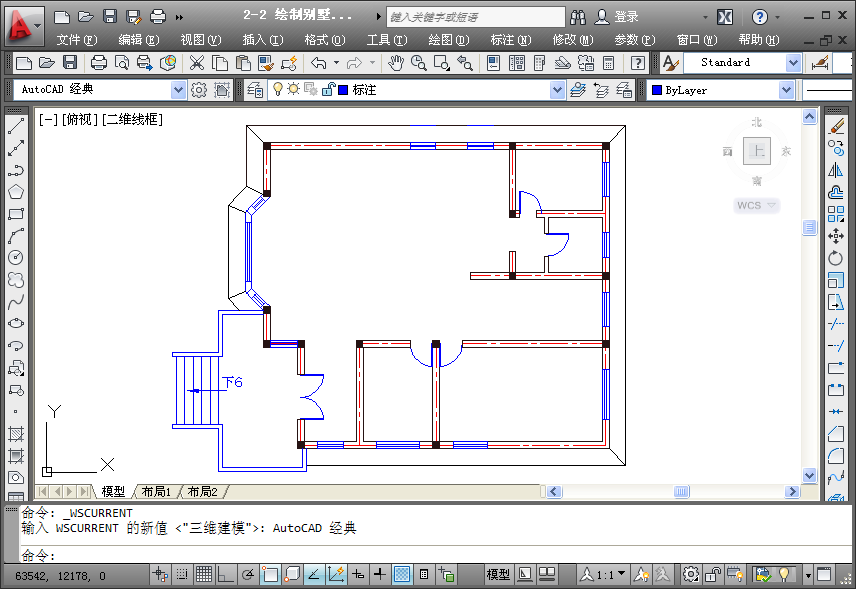 2-2 绘制别墅...
键入关键字或短语
登录
文件(F) 编辑(E) 视图(V) 插入(I) 格式(O) 工具(T) 绘图(D) 标注(N) 修改(M) 参数(P) 窗口(W) 帮助(H)
Standard
AutoCAD 经典
标注
ByLayer
[-][俯视][二维线框]
北
西 上 东
南
WCS
下6
Y
X
模型 布局1 布局2
命令: _WSCURRENT
输入 WSCURRENT 的新值 <"三维建模">: AutoCAD 经典
命令:
63542, 12178, 0
模型
1:1